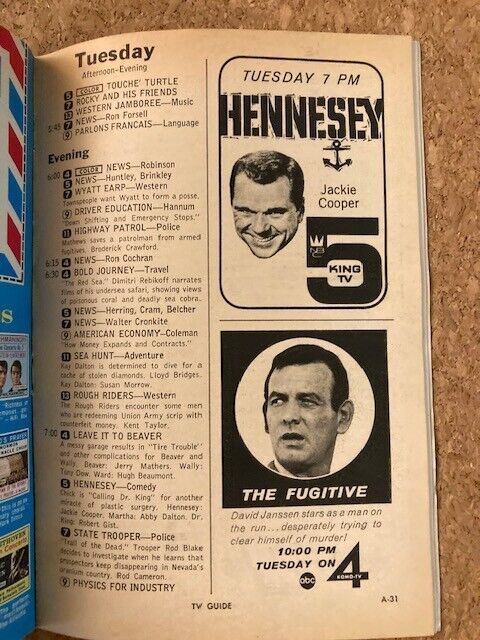 Tuesday
Afternoon-Evening
5 COLOR TOUCHE' TURTLE
7 ROCKY AND HIS FRIENDS
13 WESTERN JAMBOREE—Music
7 NEWS—Ron Forsell
5:45 9 PARLONS FRANCAIS—Language
Evening
6:00 4 COLOR NEWS—Robinson
5 NEWS—Huntley, Brinkley
7 WYATT EARP—Western
Townspeople want Wyatt to form a posse.
9 DRIVER EDUCATION—Hannum
"Down Shifting and Emergency Stops."
11 HIGHWAY PATROL—Police
Mathews saves a patrolman from armed
fugitives. Broderick Crawford.
6:15 4 NEWS—Ron Cochran
6:30 4 BOLD JOURNEY—Travel
"The Red Sea." Dimitri Rebikoff narrates
films of his undersea safari, showing views
of poisonous coral and deadly sea cobra.
5 NEWS—Herring, Cram, Belcher
7 NEWS—Walter Cronkite
9 AMERICAN ECONOMY—Coleman
"How Money Expands and Contracts."
11 SEA HUNT—Adventure
Kay Dalton is determined to dive for a
cache of stolen diamonds. Lloyd Bridges.
Kay Dalton: Susan Morrow.
13 ROUGH RIDERS—Western
The Rough Riders encounter some men
who are redeeming Union Army scrip with
counterfeit money. Kent Taylor.
7:00 4 LEAVE IT TO BEAVER
A messy garage results in "Tire Trouble"
and other complications for Beaver and
Wally. Beaver: Jerry Mathers. Wally:
Tony Dow. Ward: Hugh Beaumont.
5 HENNESEY—Comedy
Chick is "Calling Dr. King" for another
miracle of plastic surgery. Hennesey:
Jackie Cooper. Martha: Abby Dalton. Dr.
King: Robert Gist.
7 STATE TROOPER—Police
"Trail of the Dead." Trooper Rod Blake
decides to investigate when he learns that
prospectors keep disappearing in Nevada's
uranium country. Rod Cameron.
9 PHYSICS FOR INDUSTRY
TUESDAY 7 PM
HENNESEY
Jackie
Cooper
NBC
5
KING
TV
THE FUGITIVE
David Janssen stars as a man on
the run...desperately trying to
clear himself of murder!
10:00 PM
TUESDAY ON
abc
4
KOMO-TV
TV GUIDE
A-31